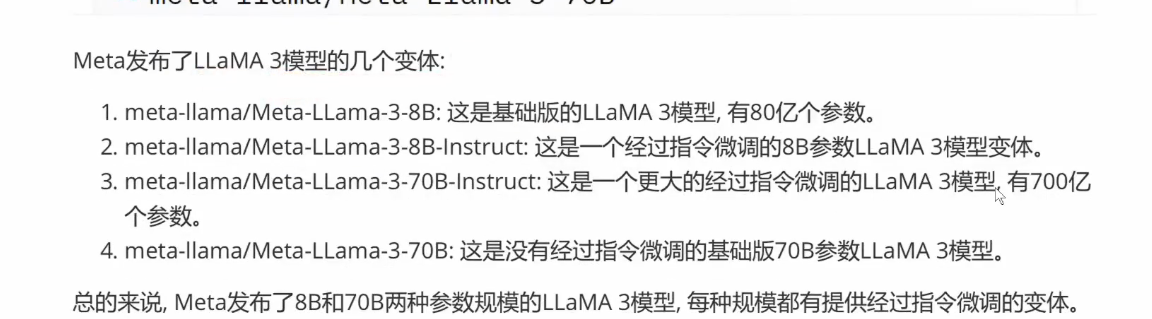 Meta发布了LLaMA 3模型的几个变体:
1. meta-llama/Meta-LLama-3-8B: 这是基础版的LLaMA 3模型, 有80亿个参数。
2. meta-llama/Meta-LLama-3-8B-Instruct: 这是一个经过指令微调的8B参数LLaMA 3模型变体。
3. meta-llama/Meta-LLama-3-70B-Instruct: 这是一个更大的经过指令微调的LLaMA 3模型, 有700亿
个参数。
4. meta-llama/Meta-LLama-3-70B: 这是没有经过指令微调的基础版70B参数LLaMA 3模型。
总的来说, Meta发布了8B和70B两种参数规模的LLaMA 3模型, 每种规模都有提供经过指令微调的变体。